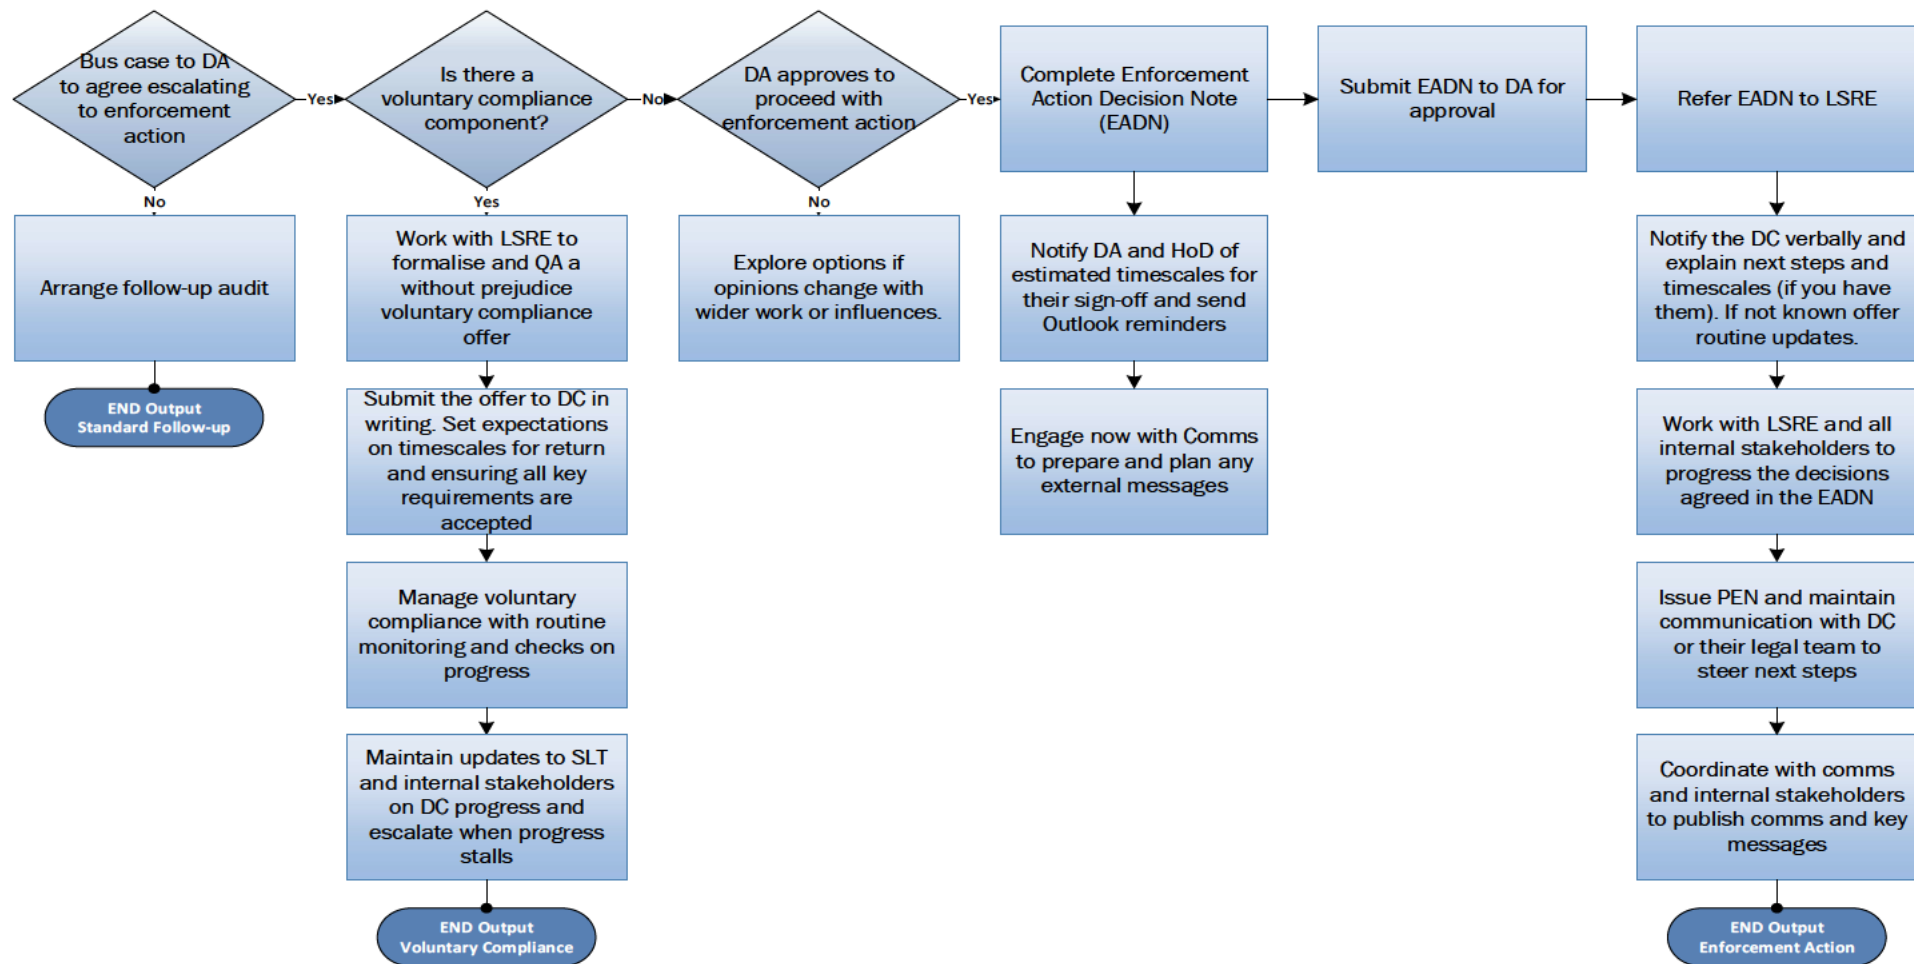 Bus case to DA
to agree escalating
to enforcement
action
Yes
No
Is there a
voluntary compliance
component?
No
Yes
DA approves to
proceed with
enforcement action
Yes
No
Complete Enforcement
Action Decision Note
(EADN)
Submit EADN to DA for
approval
Refer EADN to LSRE
Arrange follow-up audit
END Output
Standard Follow-up
Work with LSRE to
formalise and QA a
without prejudice
voluntary compliance
offer
Submit the offer to DC in
writing. Set expectations
on timescales for return
and ensuring all key
requirements are
accepted
Manage voluntary
compliance with routine
monitoring and checks on
progress
Maintain updates to SLT
and internal stakeholders
on DC progress and
escalate when progress
stalls
END Output
Voluntary Compliance
Explore options if
opinions change with
wider work or influences.
Notify DA and HoD of
estimated timescales for
their sign-off and send
Outlook reminders
Engage now with Comms
to prepare and plan any
external messages
Notify the DC verbally and
explain next steps and
timescales (if you have
them). If not known offer
routine updates.
Work with LSRE and all
internal stakeholders to
progress the decisions
agreed in the EADN
Issue PEN and maintain
communication with DC
or their legal team to
steer next steps
Coordinate with comms
and internal stakeholders
to publish comms and key
messages
END Output
Enforcement Action